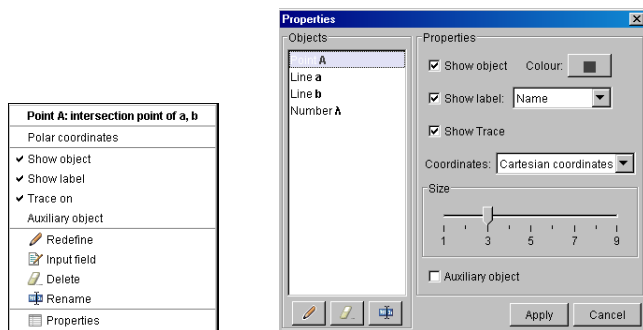 Point A: intersection point of a, b
Polar coordinates
Show object
Show label
Trace on
Auxiliary object
Redefine
Input field
Delete
Rename
Properties
Properties
Objects
Point A
Line a
Line b
Number λ
Properties
Show object Colour:
Show label: Name
Show Trace
Coordinates: Cartesian coordinates
Size
1 3 5 7 9
Auxiliary object
Apply Cancel